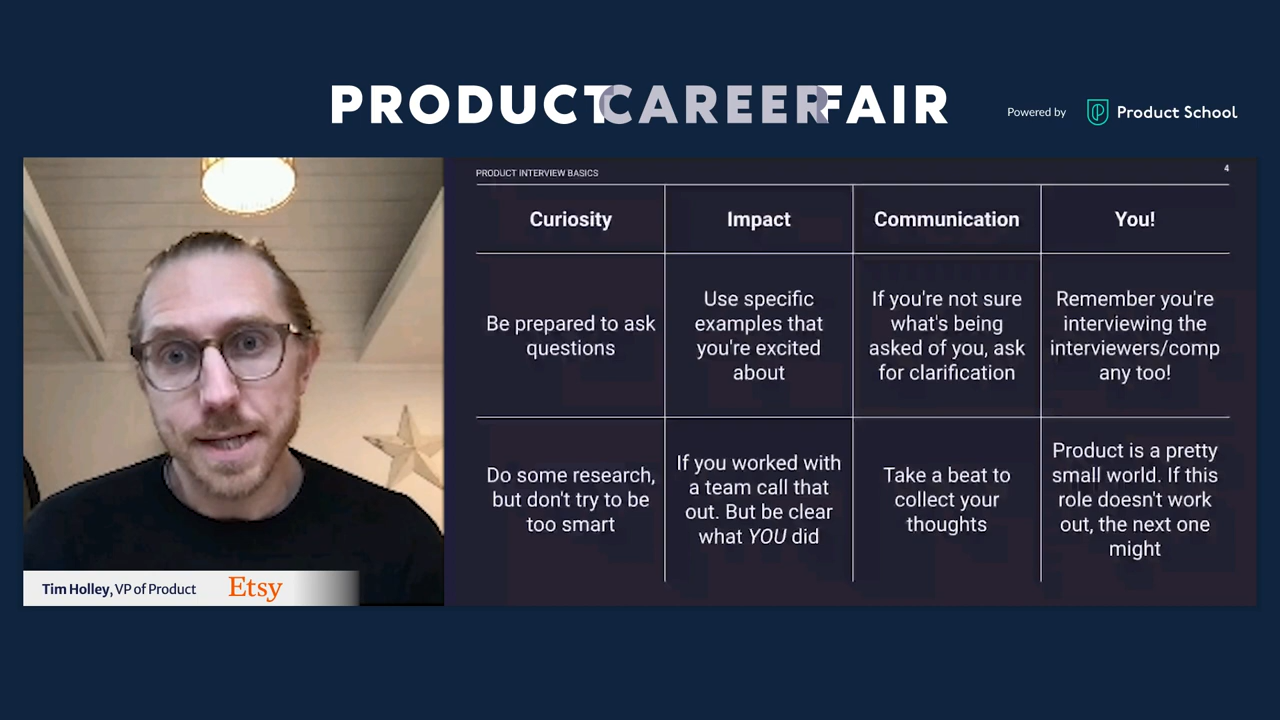 PRODUCT CAREER FAIR
Powered by Product School
PRODUCT INTERVIEW BASICS
4
Curiosity
Impact
Communication
You!
Be prepared to ask
questions
Use specific
examples that
you're excited
about
If you're not sure
what's being
asked of you, ask
for clarification
Remember you're
interviewing the
interviewers/comp
any too!
Do some research,
but don't try to be
too smart
If you worked with
a team call that
out. But be clear
what YOU did
Take a beat to
collect your
thoughts
Product is a pretty
small world. If this
role doesn't work
out, the next one
might
Tim Holley, VP of Product
Etsy